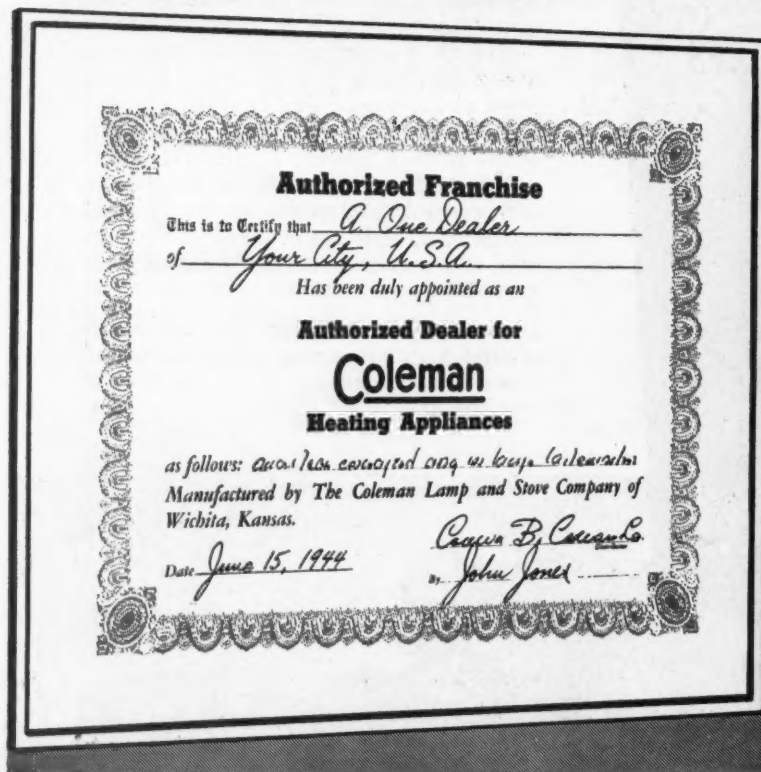 Authorized Franchise
This is to Certify that A One Dealer
of Your City, U.S.A.
Has been duly appointed as an
Authorized Dealer for
Coleman
Heating Appliances
as follows:
Manufactured by The Coleman Lamp and Stove Company of
Wichita, Kansas.
B.
Date June 15, 1944 By John Jones